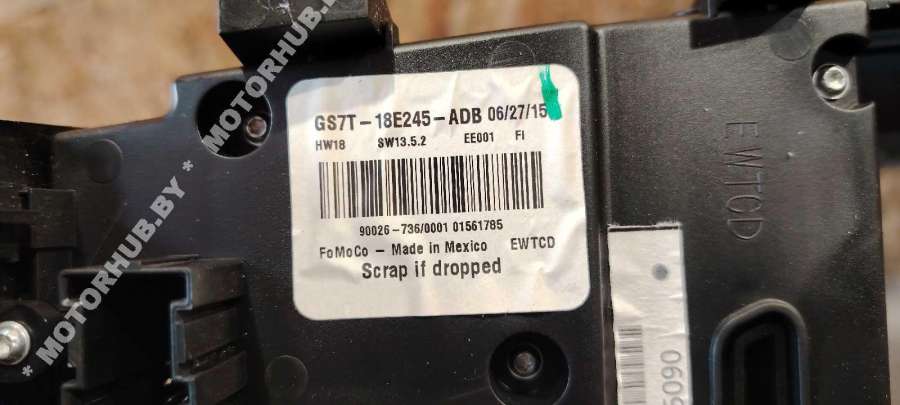 GS7T-18E245-ADB 06/27/15
HW18 SW13.5.2 EE001 FI
90026-736/0001 01561785
FoMoCo - Made in Mexico EWTCD
Scrap if dropped
EWTCD
6090
* MOTORHUB.BY * MOTORHUB.BY